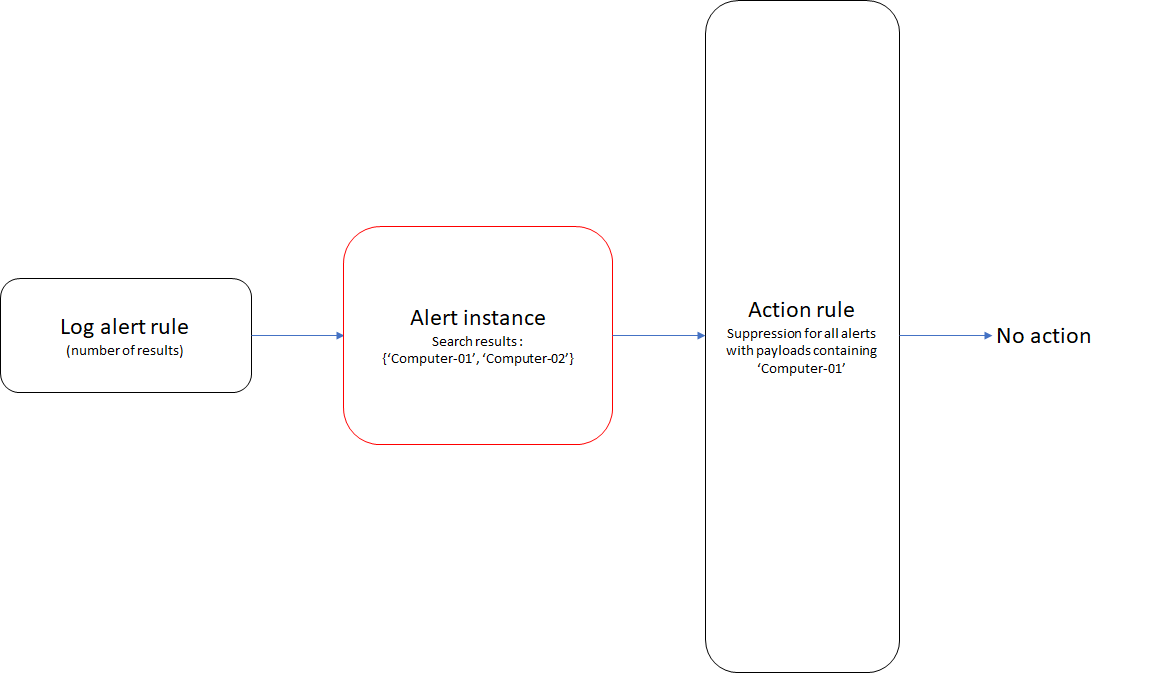 Log alert rule
(number of results)
Alert instance
Search results :
{‘Computer-01’, ‘Computer-02’}
Action rule
Suppression for all alerts
with payloads containing
‘Computer-01’
No action